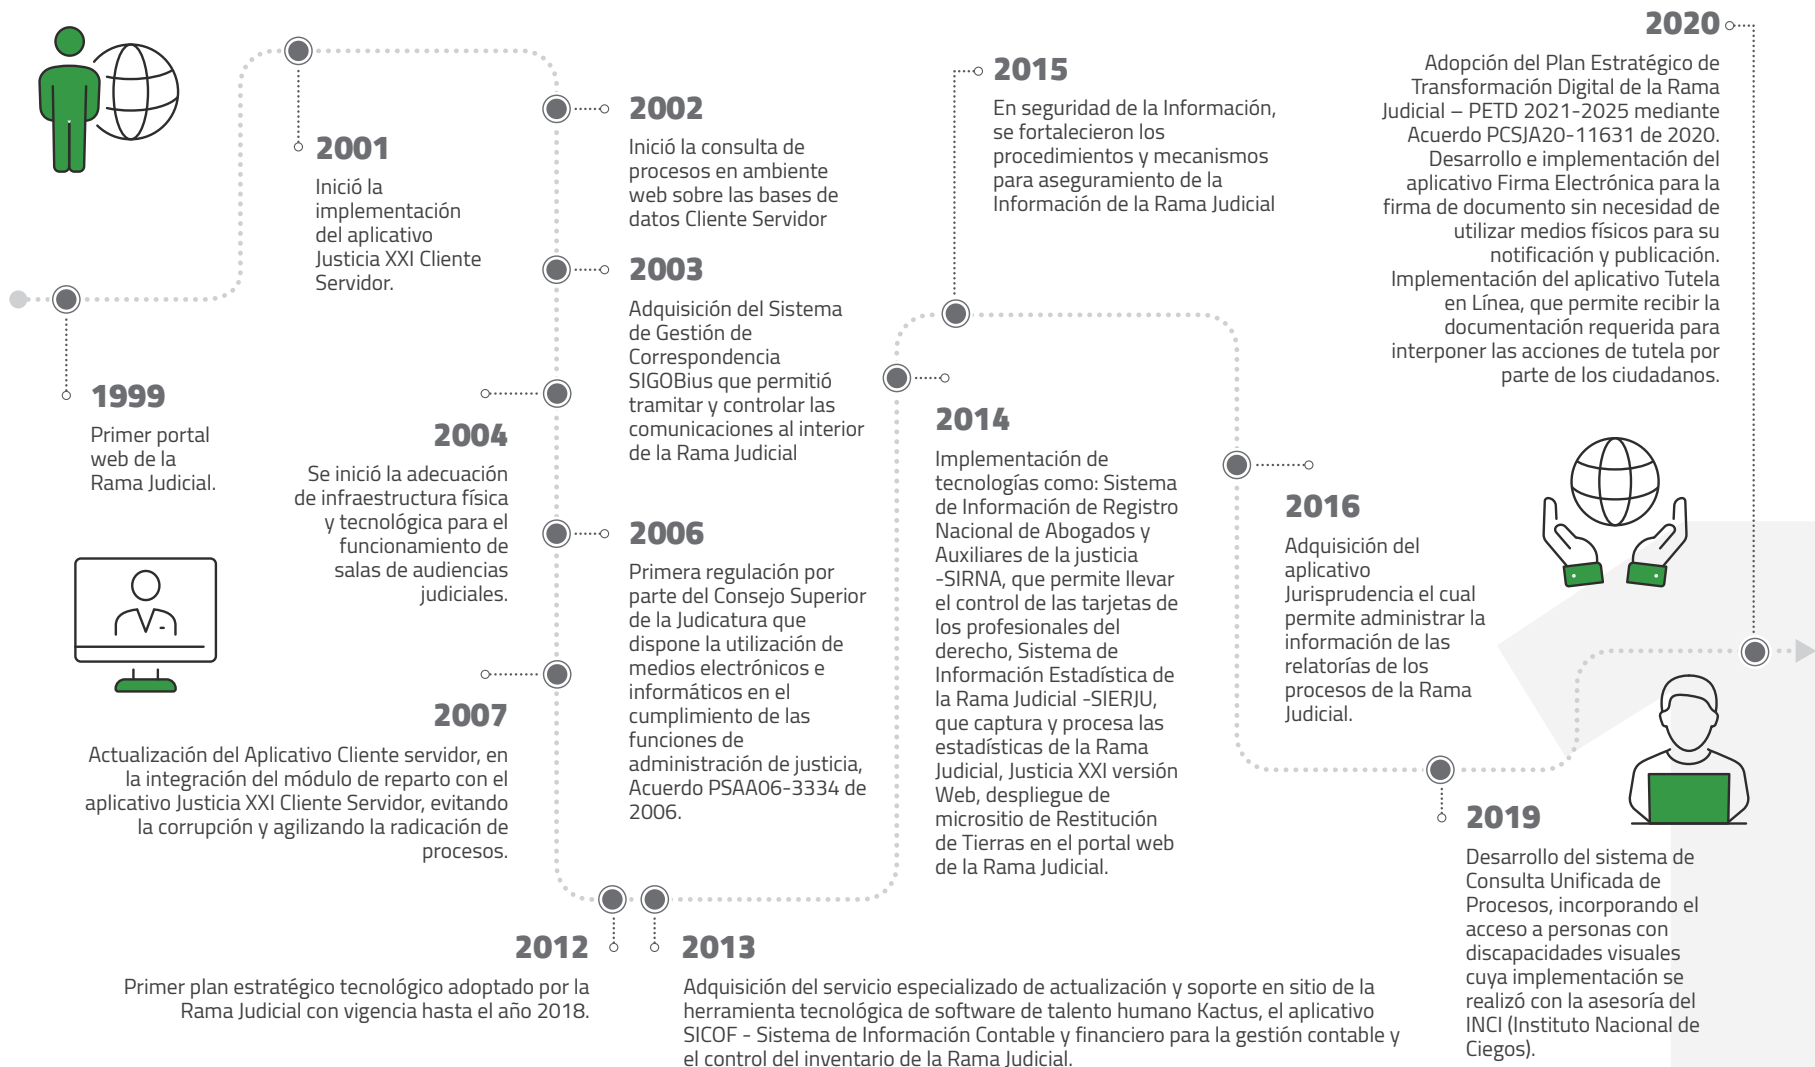 1999
Primer portal
web de la
Rama Judicial.
2001
Inició la
implementación
del aplicativo
Justicia XXI Cliente
Servidor.
2002
Inició la consulta de
procesos en ambiente
web sobre las bases de
datos Cliente Servidor
2003
Adquisición del Sistema
de Gestión de
Correspondencia
SIGOBius que permitió
tramitar y controlar las
comunicaciones al interior
de la Rama Judicial
2004
Se inició la adecuación
de infraestructura física
y tecnológica para el
funcionamiento de
salas de audiencias
judiciales.
2006
Primera regulación por
parte del Consejo Superior
de la Judicatura que
dispone la utilización de
medios electrónicos e
informáticos en el
cumplimiento de las
funciones de
administración de justicia,
Acuerdo PSAA06-3334 de
2006.
2007
Actualización del Aplicativo Cliente servidor, en
la integración del módulo de reparto con el
aplicativo Justicia XXI Cliente Servidor, evitando
la corrupción y agilizando la radicación de
procesos.
2012
Primer plan estratégico tecnológico adoptado por la
Rama Judicial con vigencia hasta el año 2018.
2013
Adquisición del servicio especializado de actualización y soporte en sitio de la
herramienta tecnológica de software de talento humano Kactus, el aplicativo
SICOF - Sistema de Información Contable y financiero para la gestión contable y
el control del inventario de la Rama Judicial.
2014
Implementación de
tecnologías como: Sistema
de Información de Registro
Nacional de Abogados y
Auxiliares de la justicia
-SIRNA, que permite llevar
el control de las tarjetas de
los profesionales del
derecho, Sistema de
Información Estadística de
la Rama Judicial -SIERJU,
que captura y procesa las
estadísticas de la Rama
Judicial, Justicia XXI versión
Web, despliegue de
micrositio de Restitución
de Tierras en el portal web
de la Rama Judicial.
2015
En seguridad de la Información,
se fortalecieron los
procedimientos y mecanismos
para aseguramiento de la
Información de la Rama Judicial
2016
Adquisición del
aplicativo
Jurisprudencia el cual
permite administrar la
información de las
relatorías de los
procesos de la Rama
Judicial.
2019
Desarrollo del sistema de
Consulta Unificada de
Procesos, incorporando el
acceso a personas con
discapacidades visuales
cuya implementación se
realizó con la asesoría del
INCI (Instituto Nacional de
Ciegos).
2020
Adopción del Plan Estratégico de
Transformación Digital de la Rama
Judicial – PETD 2021-2025 mediante
Acuerdo PCSJA20-11631 de 2020.
Desarrollo e implementación del
aplicativo Firma Electrónica para la
firma de documento sin necesidad de
utilizar medios físicos para su
notificación y publicación.
Implementación del aplicativo Tutela
en Línea, que permite recibir la
documentación requerida para
interponer las acciones de tutela por
parte de los ciudadanos.